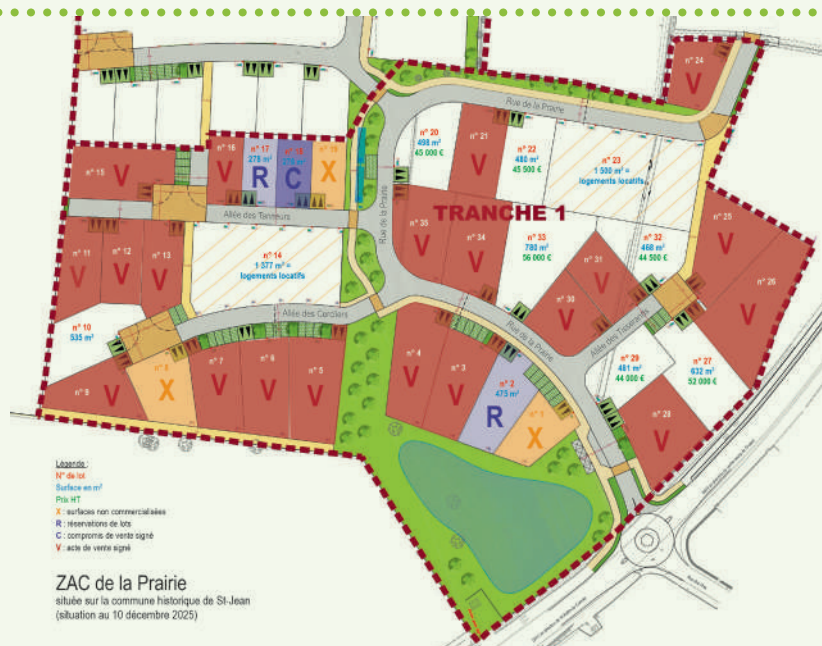 n° 24
V
Rue de la Prairie
n° 20
498 m²
45 000 €
n° 21
V
n° 22
480 m²
45 500 €
n° 23
1 500 m² =
logements locatifs
n° 15
V
n° 16
V
n° 17
278 m²
R
n° 18
278 m²
C
n° 19
X
Allée des Tanneurs
Rue de la Prairie
TRANCHE 1
n° 35
V
n° 34
V
n° 33
780 m²
56 000 €
n° 32
468 m²
44 500 €
n° 25
V
n° 26
V
n° 11
V
n° 12
V
n° 13
V
n° 14
1 577 m² =
logements locatifs
n° 31
V
n° 30
V
Allée des Cordiers
Rue de la Prairie
Allée des Tisserands
n° 10
535 m²
n° 9
V
n° 8
X
n° 7
V
n° 6
V
n° 5
V
n° 4
V
n° 3
V
n° 2
475 m²
R
n° 1
X
n° 29
481 m²
44 000 €
n° 27
632 m²
52 000 €
n° 28
V
Légende :
N° de lot
Surface en m²
Prix HT
X : surfaces non commercialisées
R : réservations de lots
C : compromis de vente signé
V : acte de vente signé
ZAC de la Prairie
située sur la commune historique de St-Jean
(situation au 10 décembre 2025)